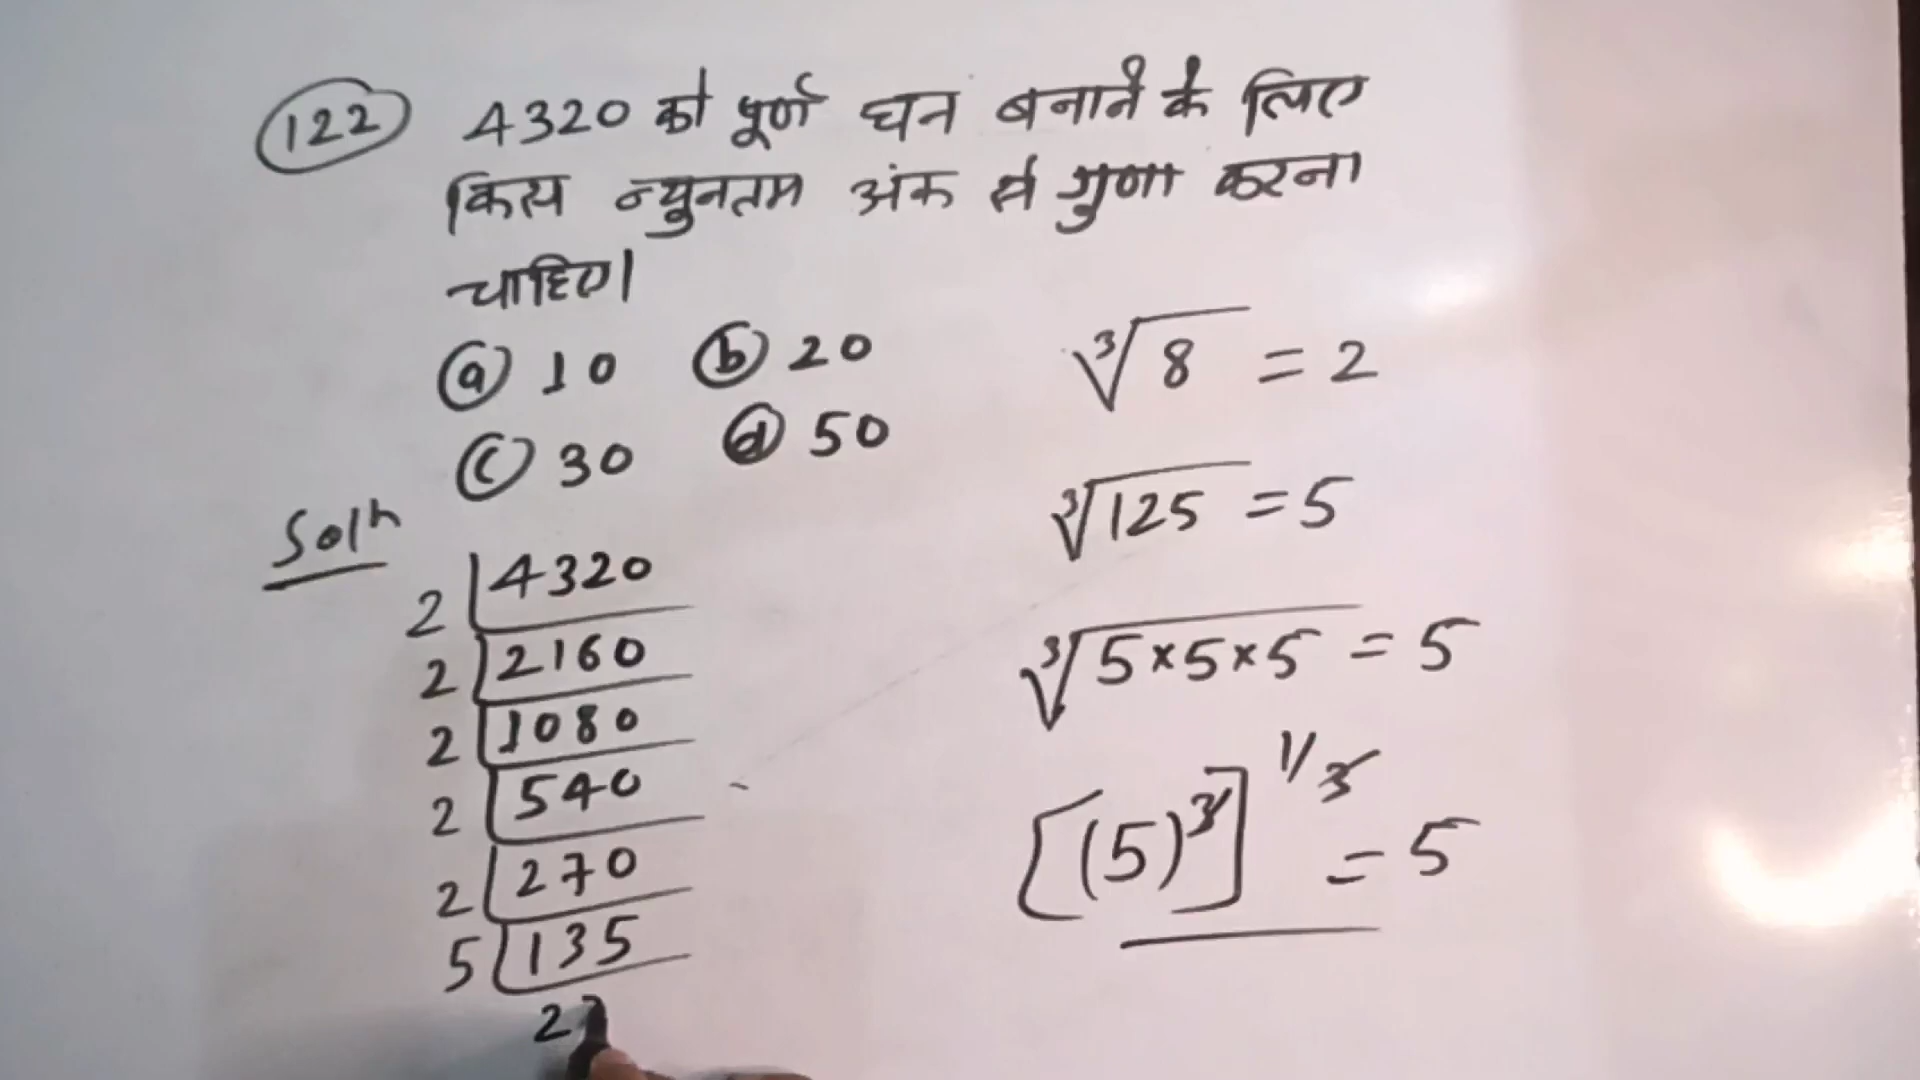 122 4320 को पूर्ण घन बनाने के लिए
किस न्युनतम अंक से गुणा करना
चाहिए।
(a) 10 (b) 20
(c) 30 (d) 50
Soln
2 | 4320
2 | 2160
2 | 1080
2 | 540
2 | 270
5 | 135
2
∛8 = 2
∛125 = 5
∛5×5×5 = 5
[(5)³]^1/3 = 5